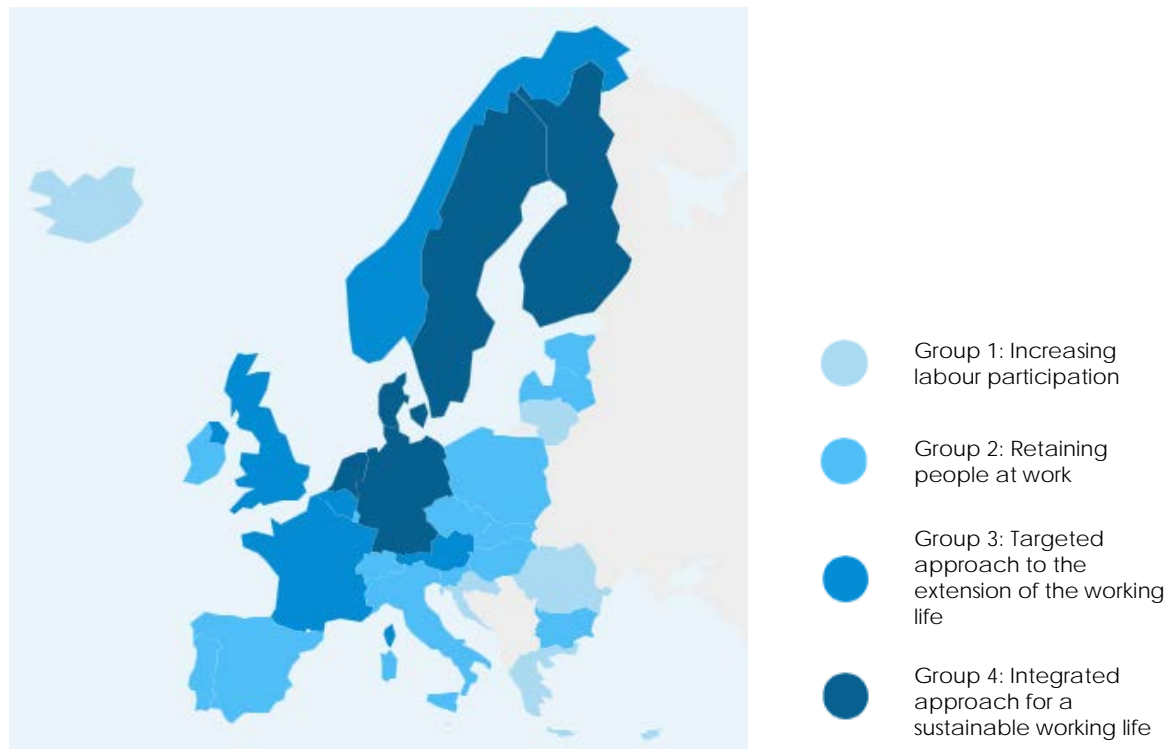 Group 1: Increasing
labour participation
Group 2: Retaining
people at work
Group 3: Targeted
approach to the
extension of the working
life
Group 4: Integrated
approach for a
sustainable working life